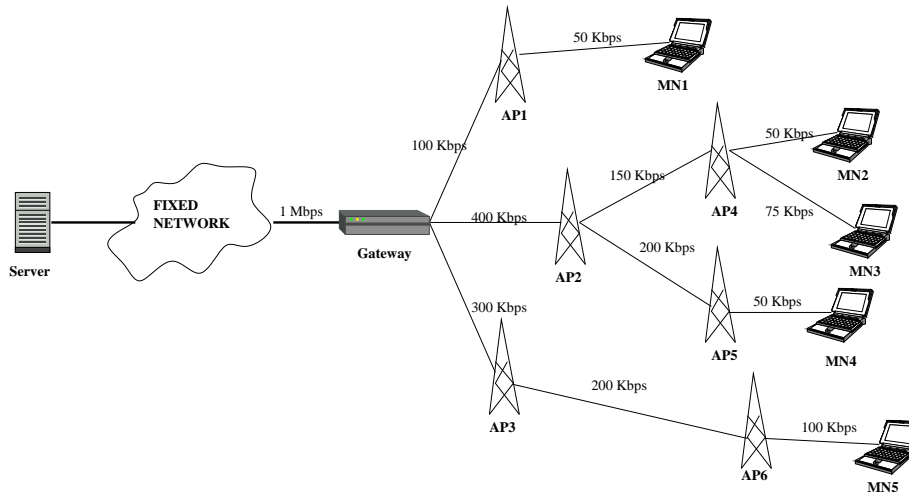 50 Kbps
MN1
AP1
100 Kbps
50 Kbps
MN2
150 Kbps
AP4
75 Kbps
MN3
FIXED
NETWORK
1 Mbps
Server
Gateway
400 Kbps
AP2
200 Kbps
50 Kbps
AP5
MN4
300 Kbps
AP3
200 Kbps
100 Kbps
AP6
MN5